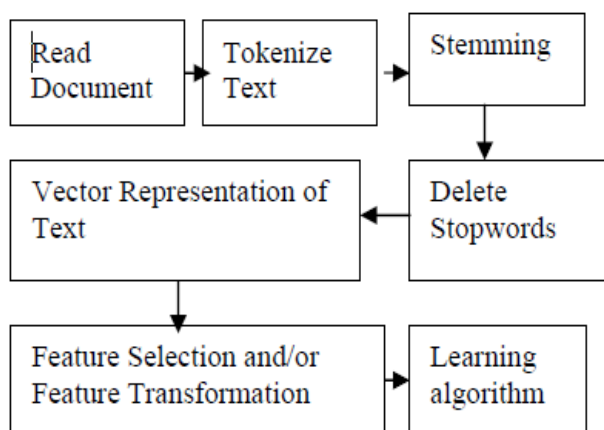 Read
Document
Tokenize
Text
Stemming
Delete
Stopwords
Vector Representation of
Text
Feature Selection and/or
Feature Transformation
Learning
algorithm